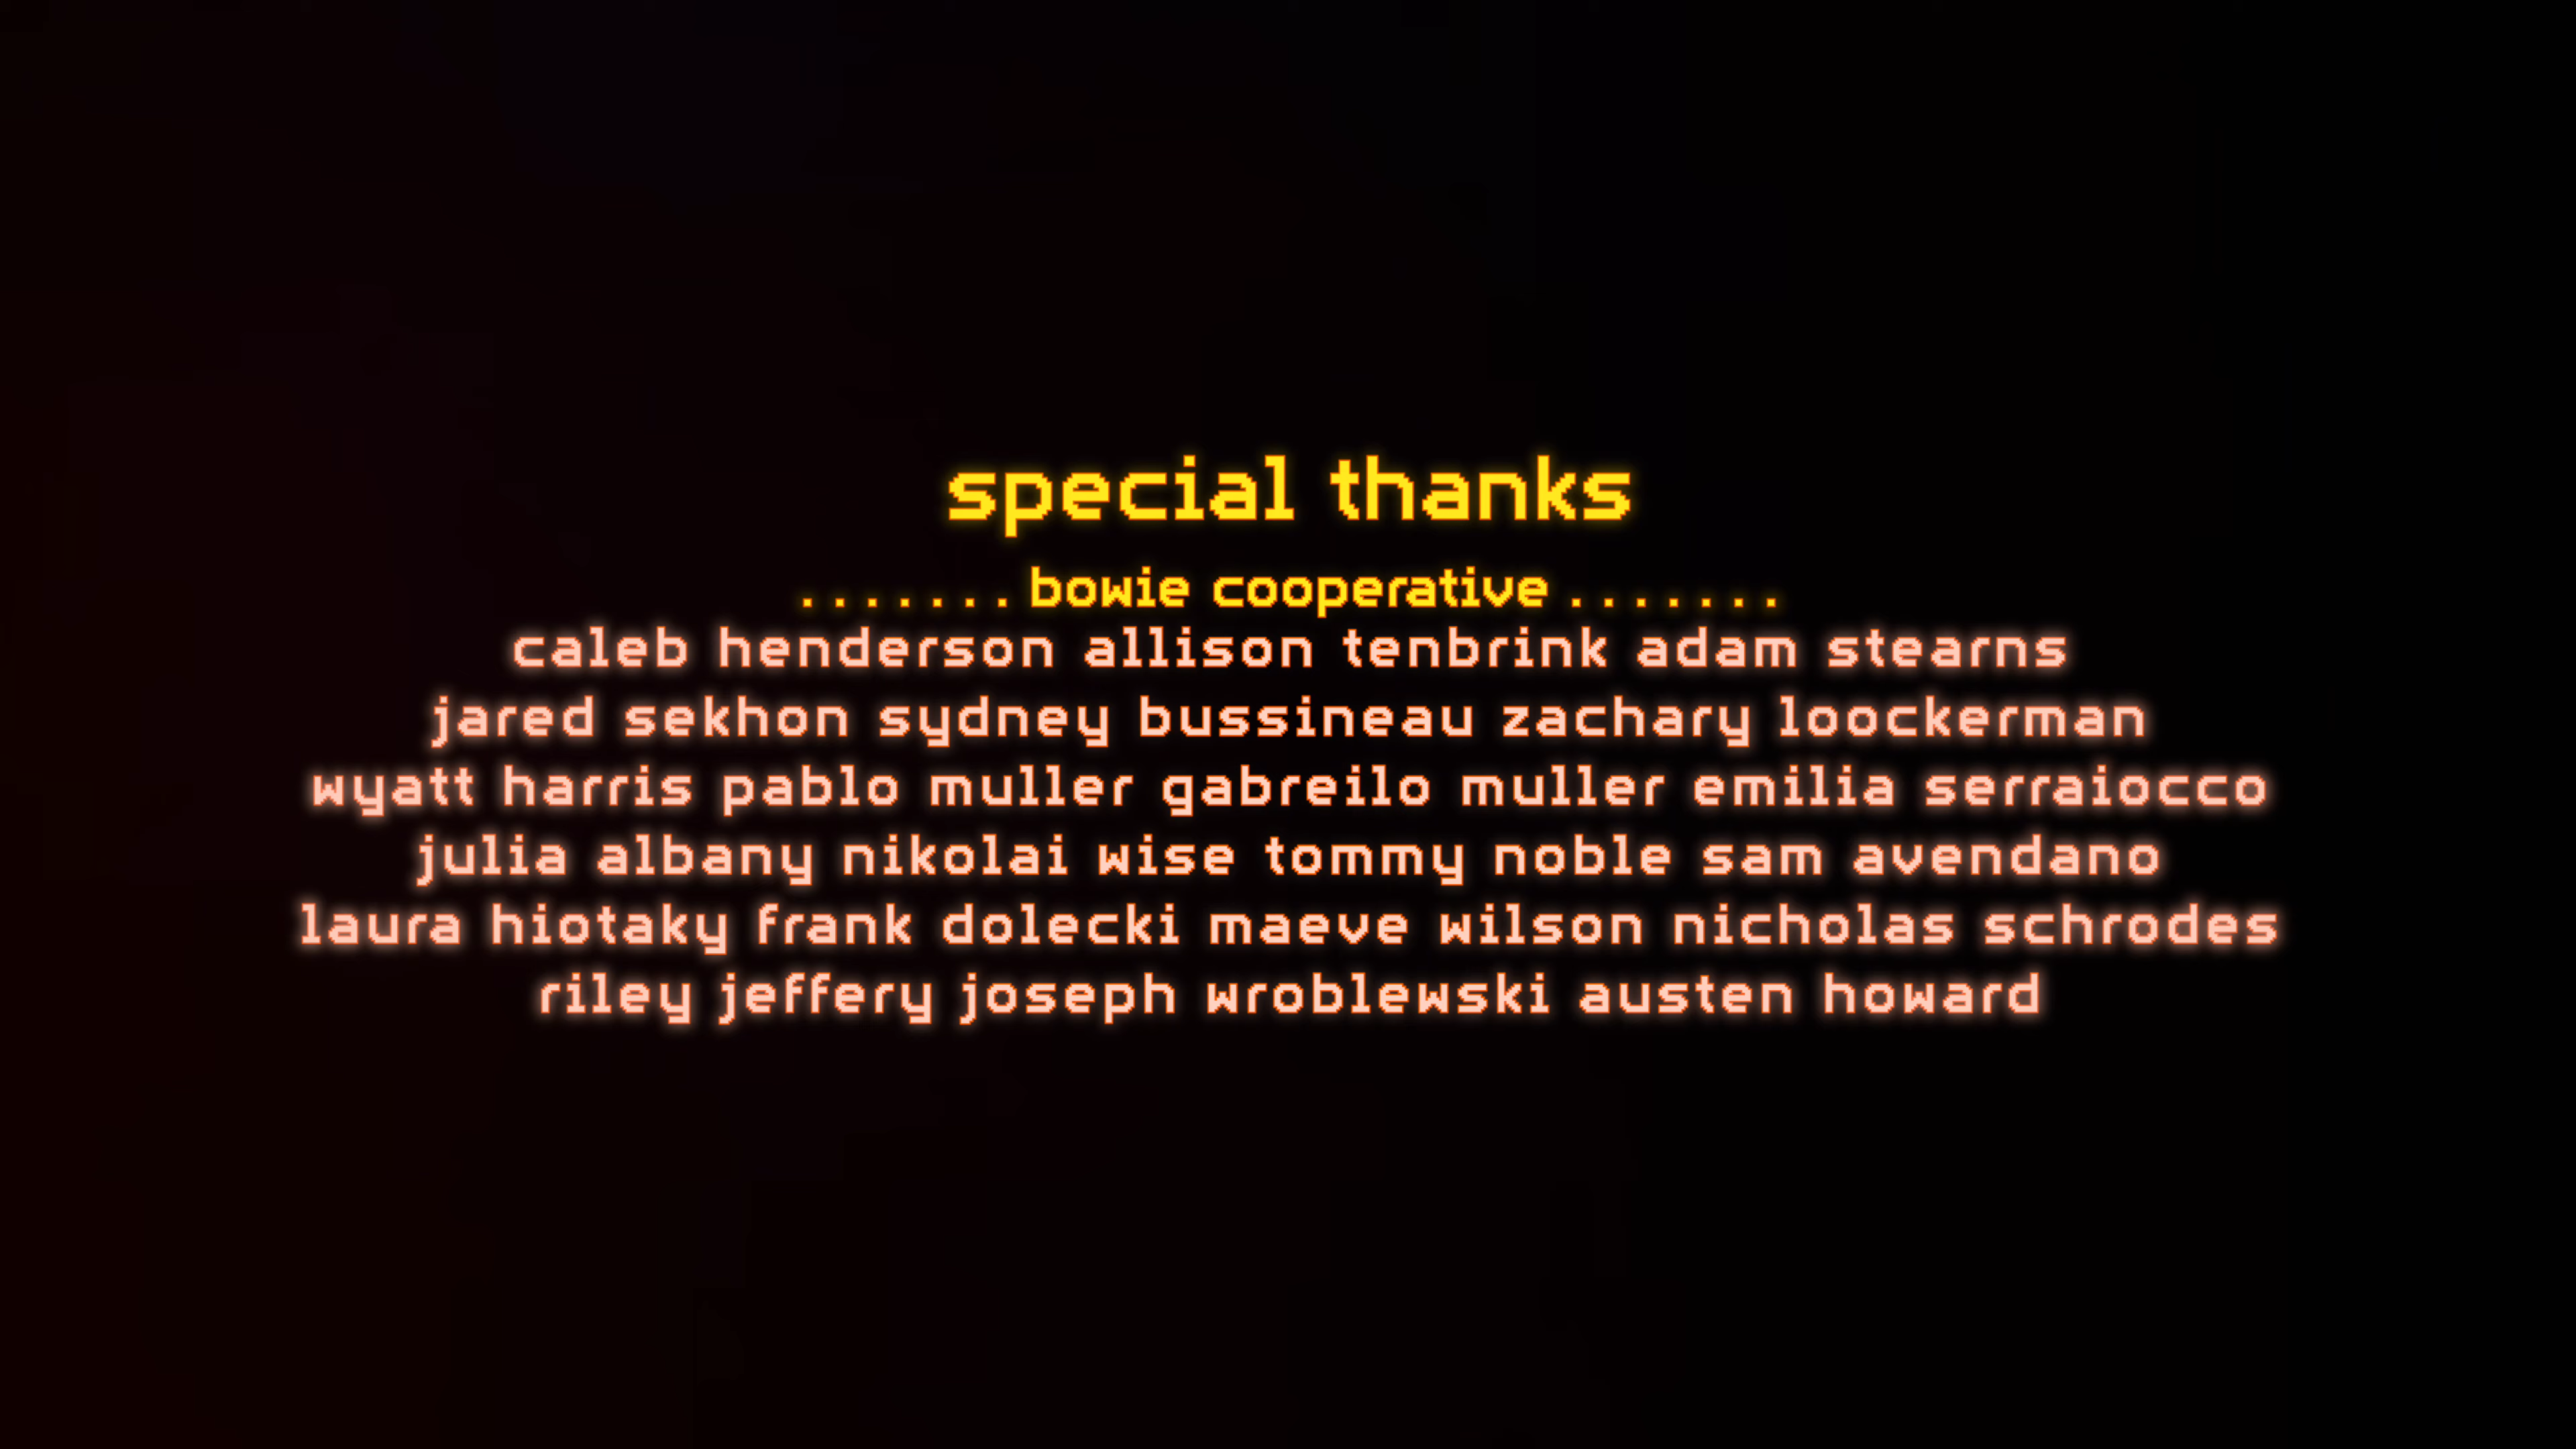 special thanks
. . . . . . . bowie cooperative . . . . . . .
caleb henderson allison tenbrink adam stearns
jared sekhon sydney bussineau zachary loockerman
wyatt harris pablo muller gabreilo muller emilia serraiocco
julia albany nikolai wise tommy noble sam avendano
laura hiotaky frank dolecki maeve wilson nicholas schrodes
riley jeffery joseph wroblewski austen howard